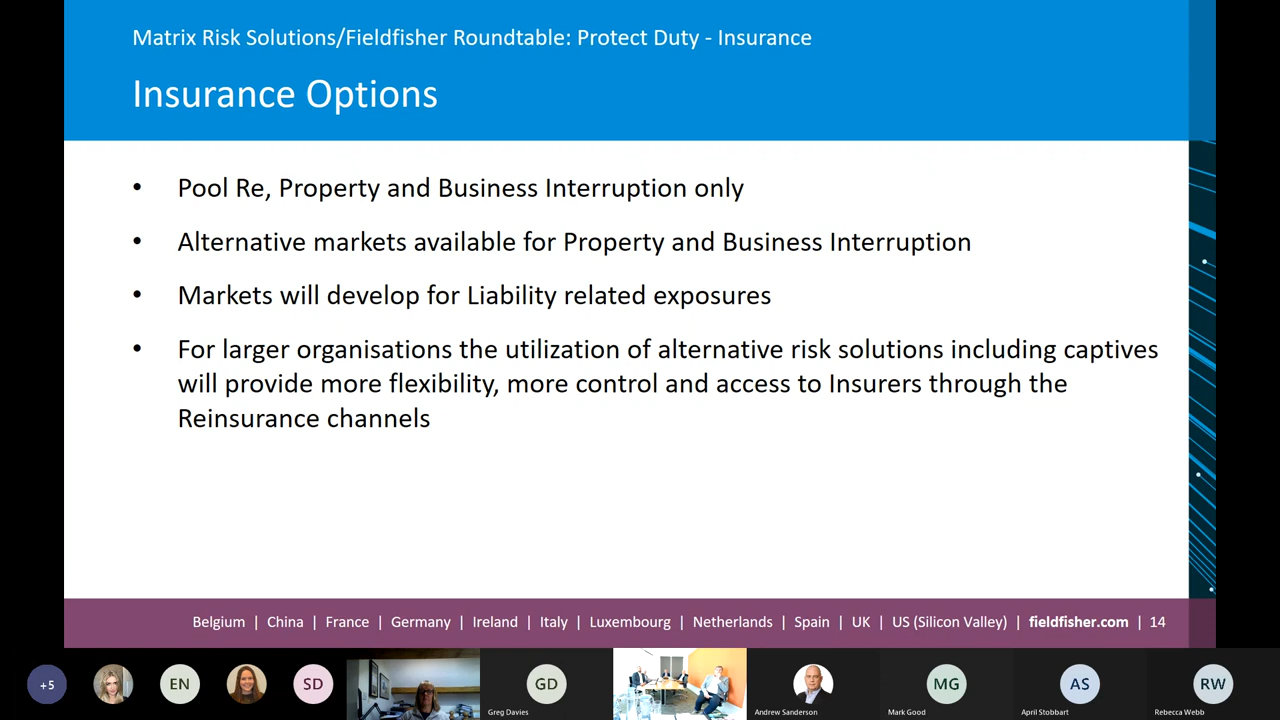 Matrix Risk Solutions/Fieldfisher Roundtable: Protect Duty - Insurance
Insurance Options
• Pool Re, Property and Business Interruption only
• Alternative markets available for Property and Business Interruption
• Markets will develop for Liability related exposures
• For larger organisations the utilization of alternative risk solutions including captives
will provide more flexibility, more control and access to Insurers through the
Reinsurance channels
Belgium | China | France | Germany | Ireland | Italy | Luxembourg | Netherlands | Spain | UK | US (Silicon Valley) | fieldfisher.com | 14
+5 EN SD GD MG AS RW
Greg Davies Andrew Sanderson Mark Good April Stobbart Rebecca Webb